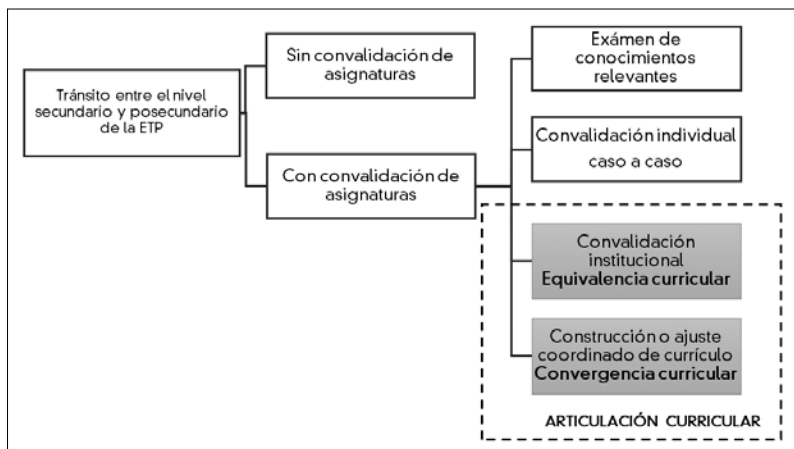 Tránsito entre el nivel
secundario y posecundario
de la ETP
Sin convalidación de
asignaturas
Con convalidación de
asignaturas
Exámen de
conocimientos
relevantes
Convalidación individual
caso a caso
Convalidación
institucional
Equivalencia curricular
Construcción o ajuste
coordinado de currículo
Convergencia curricular
ARTICULACIÓN CURRICULAR